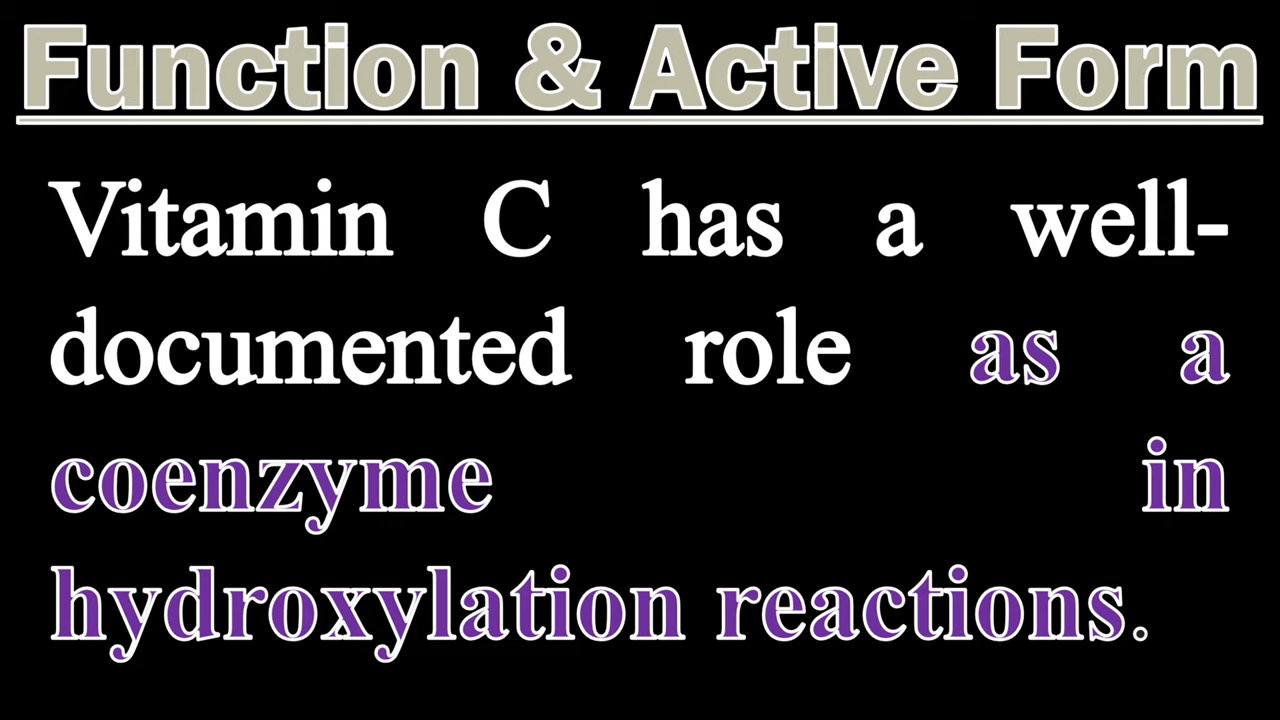 Function & Active Form
Vitamin C has a well-
documented role as a
coenzyme in
hydroxylation reactions.